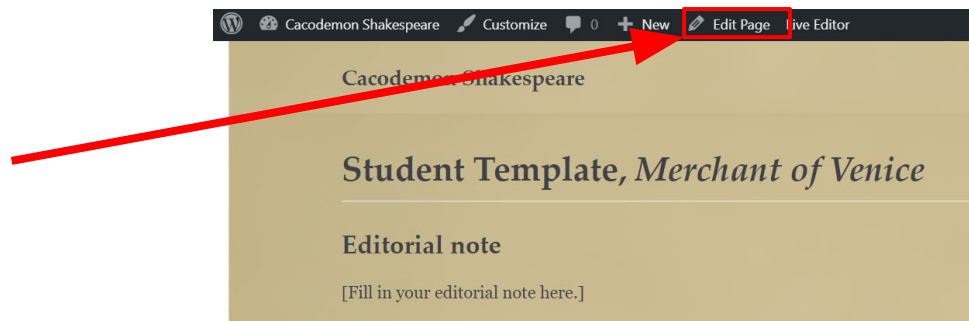 Cacodemon Shakespeare Customize 0 New Edit Page Live Editor
Cacodemon Shakespeare
Student Template, Merchant of Venice
Editorial note
[Fill in your editorial note here.]